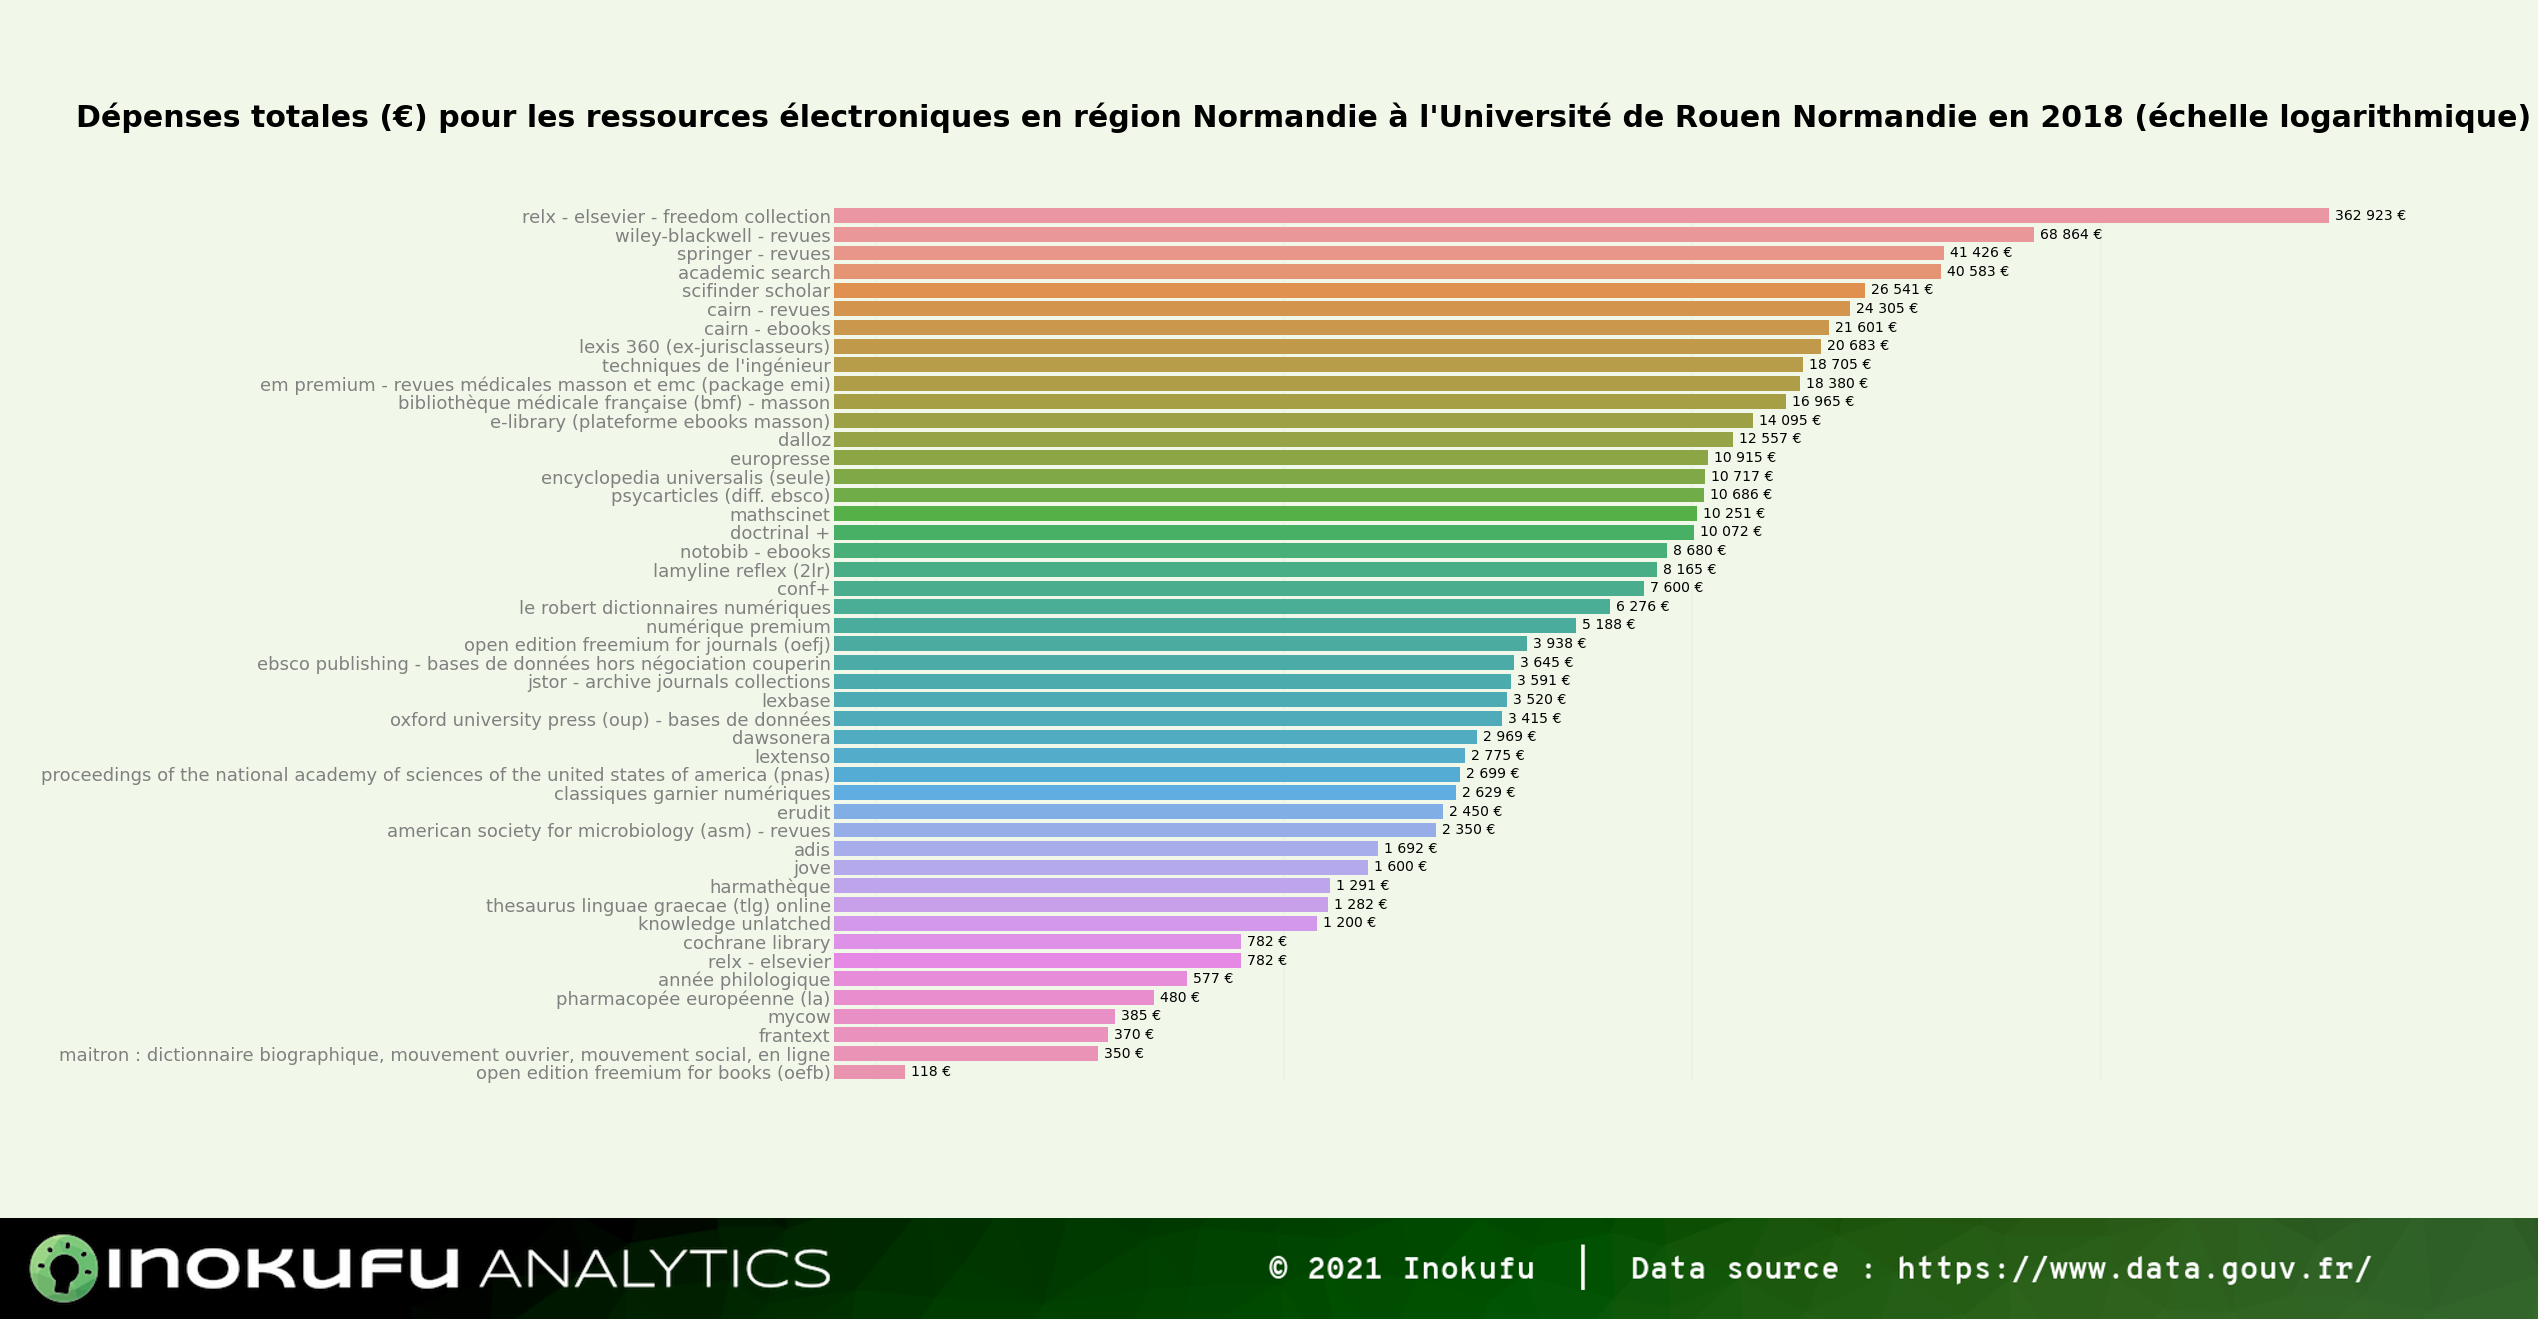 Dépenses totales (€) pour les ressources électroniques en région Normandie à l'Université de Rouen Normandie en 2018 (échelle logarithmique)
relx - elsevier - freedom collection 362 923 €
wiley-blackwell - revues 68 864 €
springer - revues 41 426 €
academic search 40 583 €
scifinder scholar 26 541 €
cairn - revues 24 305 €
cairn - ebooks 21 601 €
lexis 360 (ex-jurisclasseurs) 20 683 €
techniques de l'ingénieur 18 705 €
em premium - revues médicales masson et emc (package emi) 18 380 €
bibliothèque médicale française (bmf) - masson 16 965 €
e-library (plateforme ebooks masson) 14 095 €
dalloz 12 557 €
europresse 10 915 €
encyclopedia universalis (seule) 10 717 €
psycarticles (diff. ebsco) 10 686 €
mathscinet 10 251 €
doctrinal + 10 072 €
notobib - ebooks 8 680 €
lamyline reflex (2lr) 8 165 €
conf+ 7 600 €
le robert dictionnaires numériques 6 276 €
numérique premium 5 188 €
open edition freemium for journals (oefj) 3 938 €
ebsco publishing - bases de données hors négociation couperin 3 645 €
jstor - archive journals collections 3 591 €
lexbase 3 520 €
oxford university press (oup) - bases de données 3 415 €
dawsonera 2 969 €
lextenso 2 775 €
proceedings of the national academy of sciences of the united states of america (pnas) 2 699 €
classiques garnier numériques 2 629 €
erudit 2 450 €
american society for microbiology (asm) - revues 2 350 €
adis 1 692 €
jove 1 600 €
harmathèque 1 291 €
thesaurus linguae graecae (tlg) online 1 282 €
knowledge unlatched 1 200 €
cochrane library 782 €
relx - elsevier 782 €
année philologique 577 €
pharmacopée européenne (la) 480 €
mycow 385 €
frantext 370 €
maitron : dictionnaire biographique, mouvement ouvrier, mouvement social, en ligne 350 €
open edition freemium for books (oefb) 118 €
INOKUFU ANALYTICS © 2021 Inokufu | Data source : https://www.data.gouv.fr/